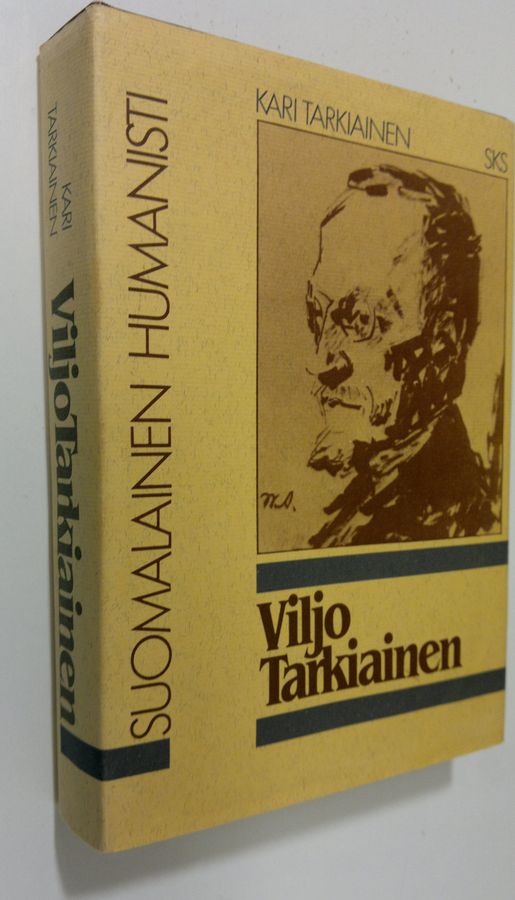 KARI
TARKIAINEN
Viljo Tarkiainen
SUOMALAINEN HUMANISTI
KARI TARKIAINEN
SKS
Viljo
Tarkiainen